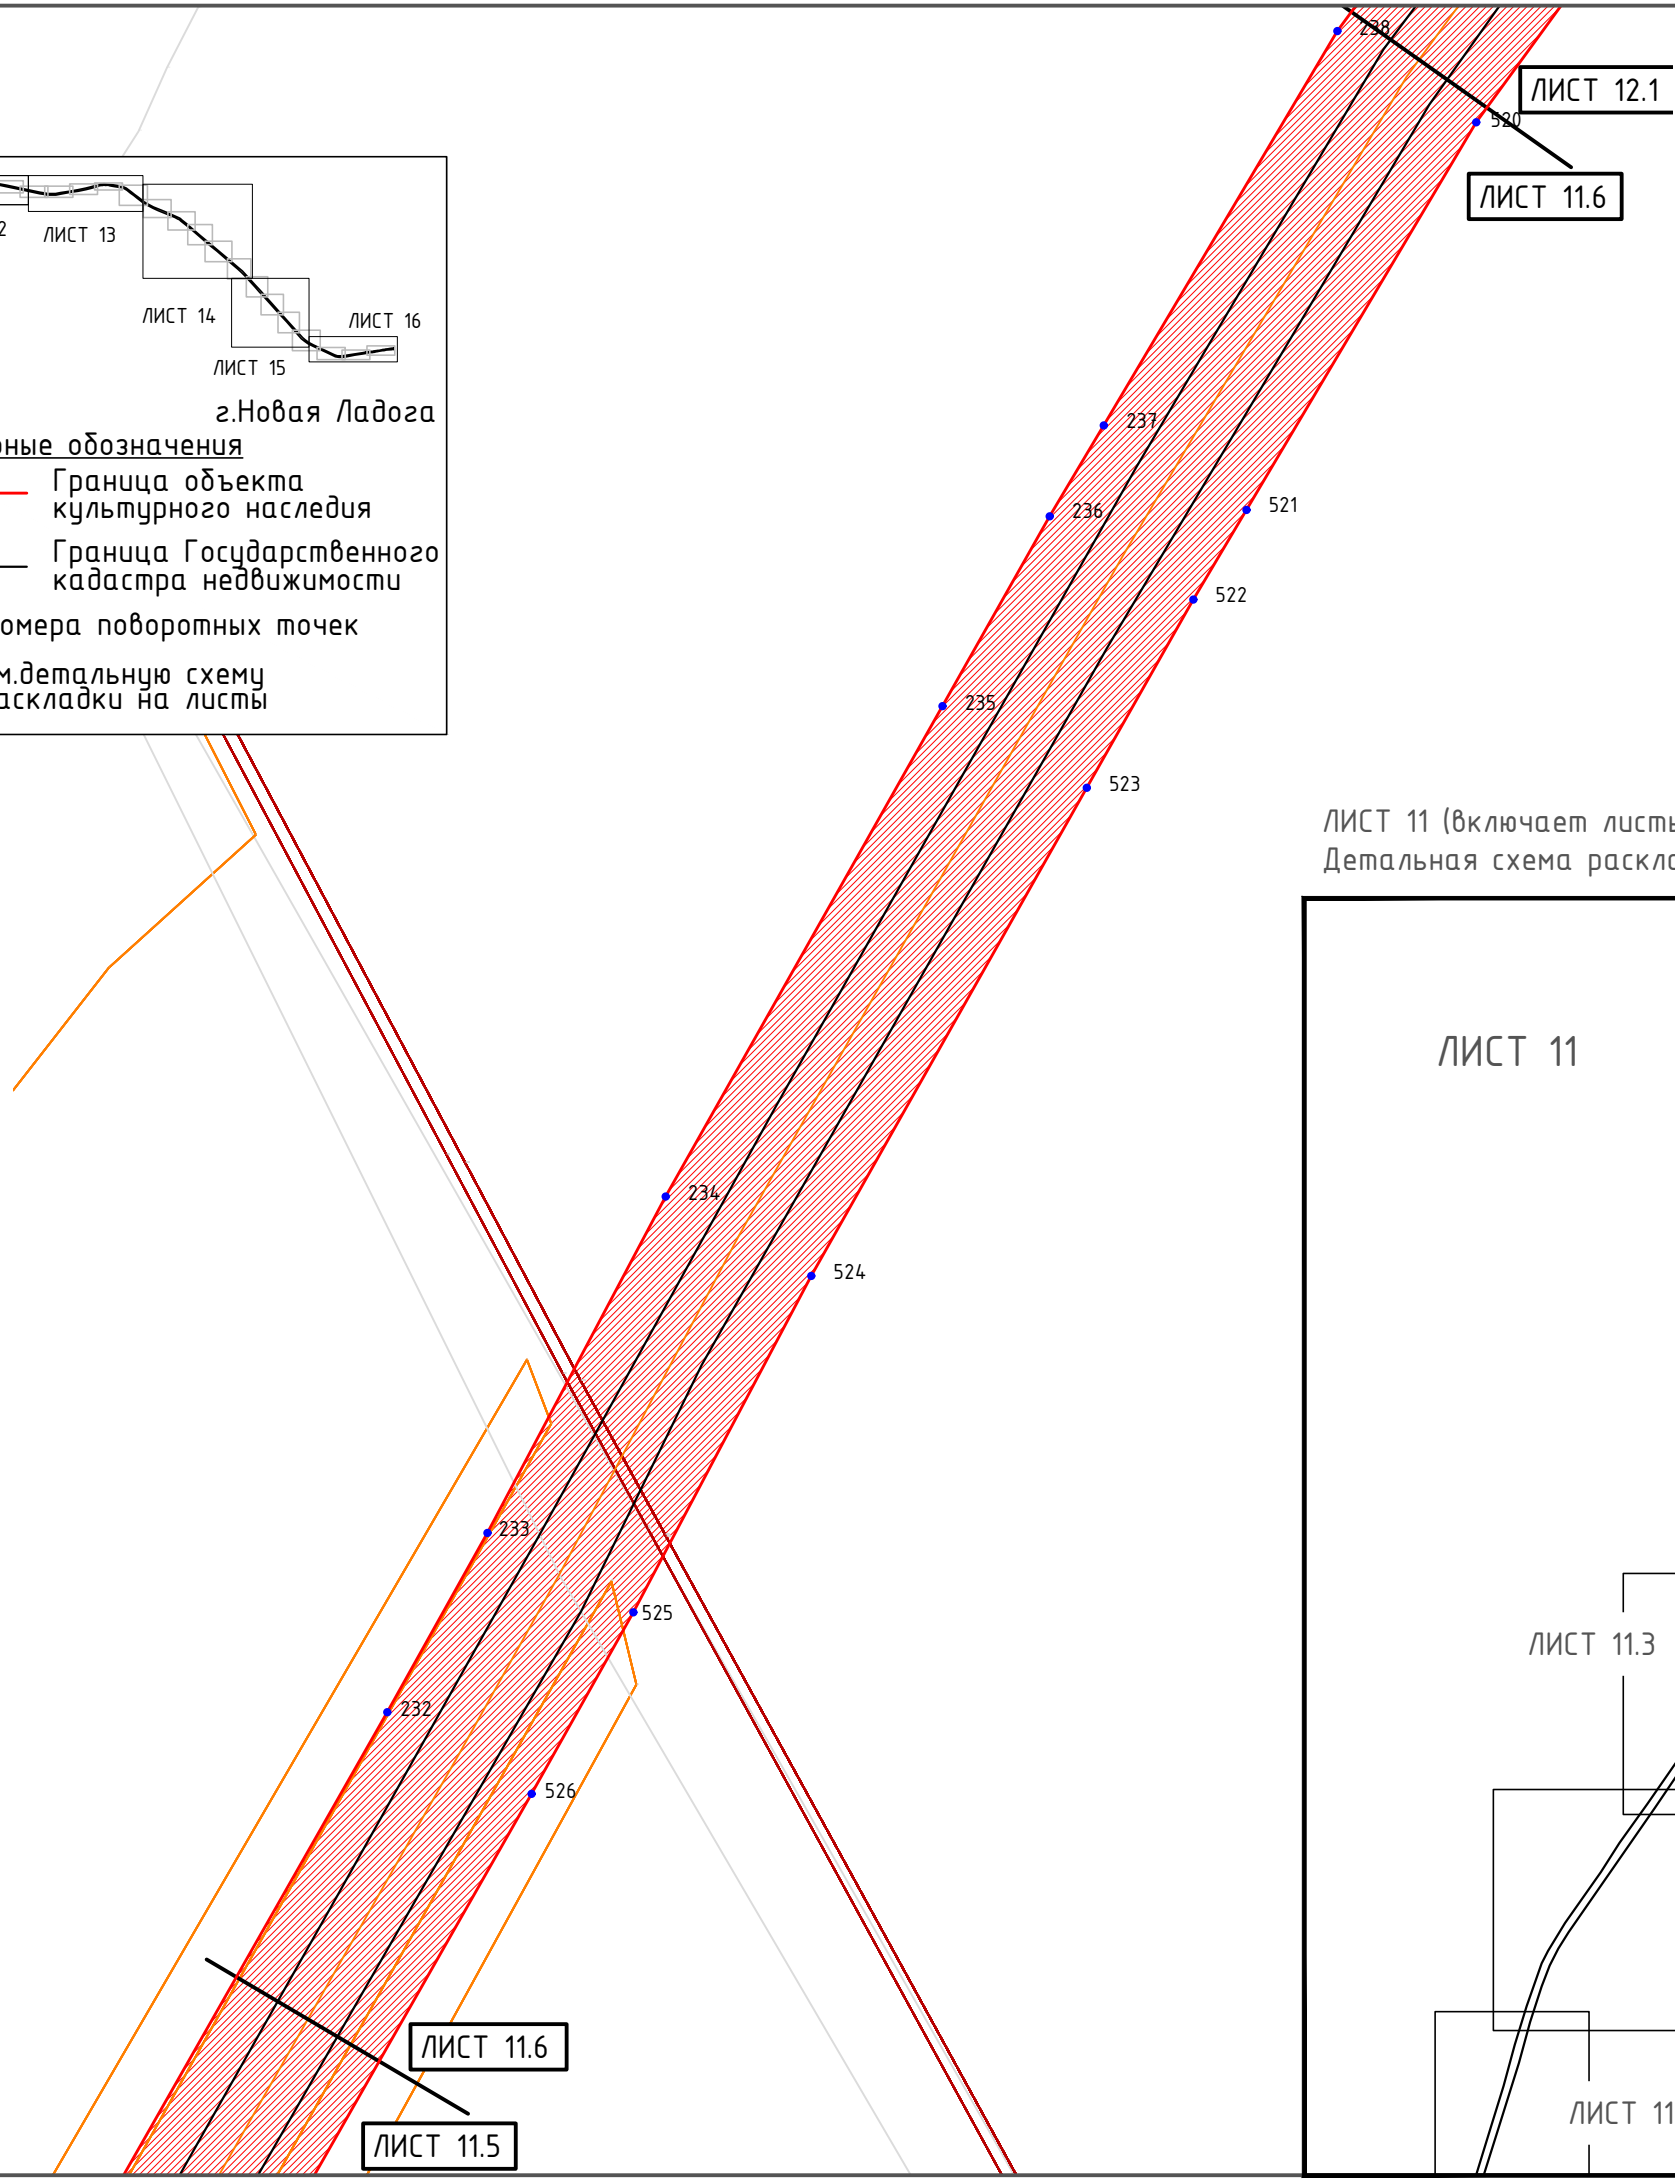 238
ЛИСТ 12.1
520
ЛИСТ 11.6
2
ЛИСТ 13
ЛИСТ 14
ЛИСТ 16
ЛИСТ 15
г.Новая Ладога
ные обозначения
Граница объекта
культурного наследия
Граница Государственного
кадастра недвижимости
омера поворотных точек
м.детальную схему
аскладки на листы
237
521
236
522
235
523
ЛИСТ 11 (включает листы
Детальная схема раскла
ЛИСТ 11
234
524
233
525
ЛИСТ 11.3
232
526
ЛИСТ 11.6
ЛИСТ 11
ЛИСТ 11.5